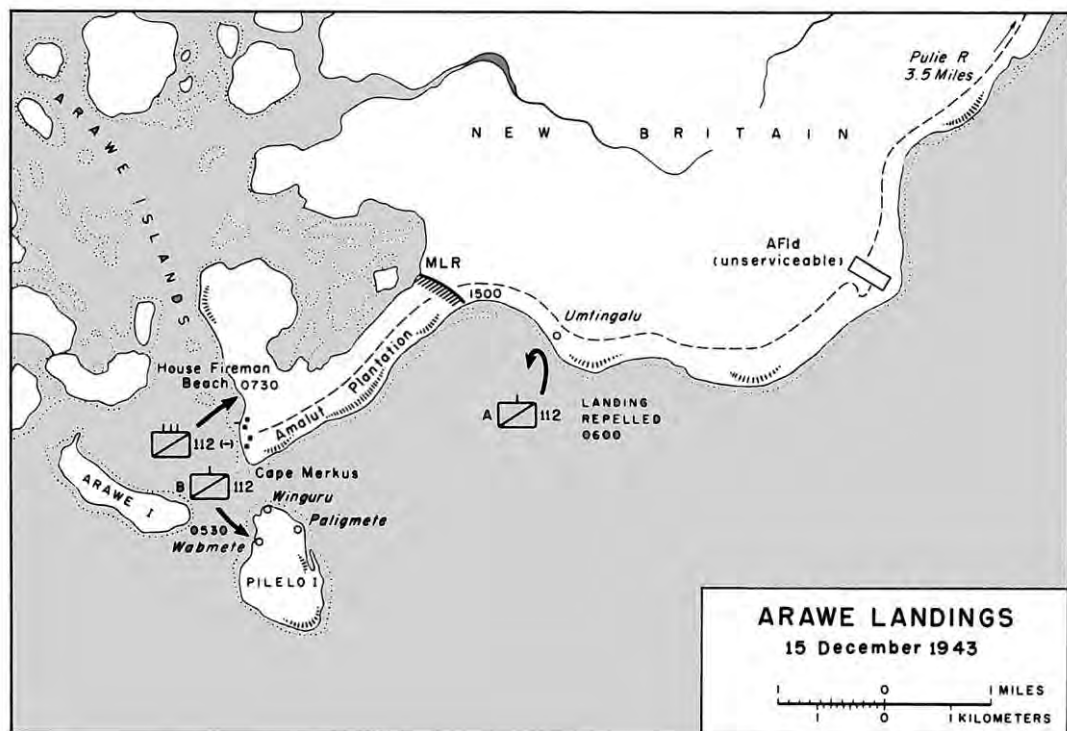 Pulie R
3.5 Miles
ARAWE ISLANDS
NEW BRITAIN
AFld
(unserviceable)
MLR
1500
Umtingalu
House Fireman
Beach 0730
Amalut Plantation
A 112
LANDING
REPELLED
0600
112 (-)
Cape Merkus
B 112
Winguru
ARAWE I
Paligmete
0530
Wabmete
PILELO I
ARAWE LANDINGS
15 December 1943
1 0 1 MILES
1 0 1 KILOMETERS